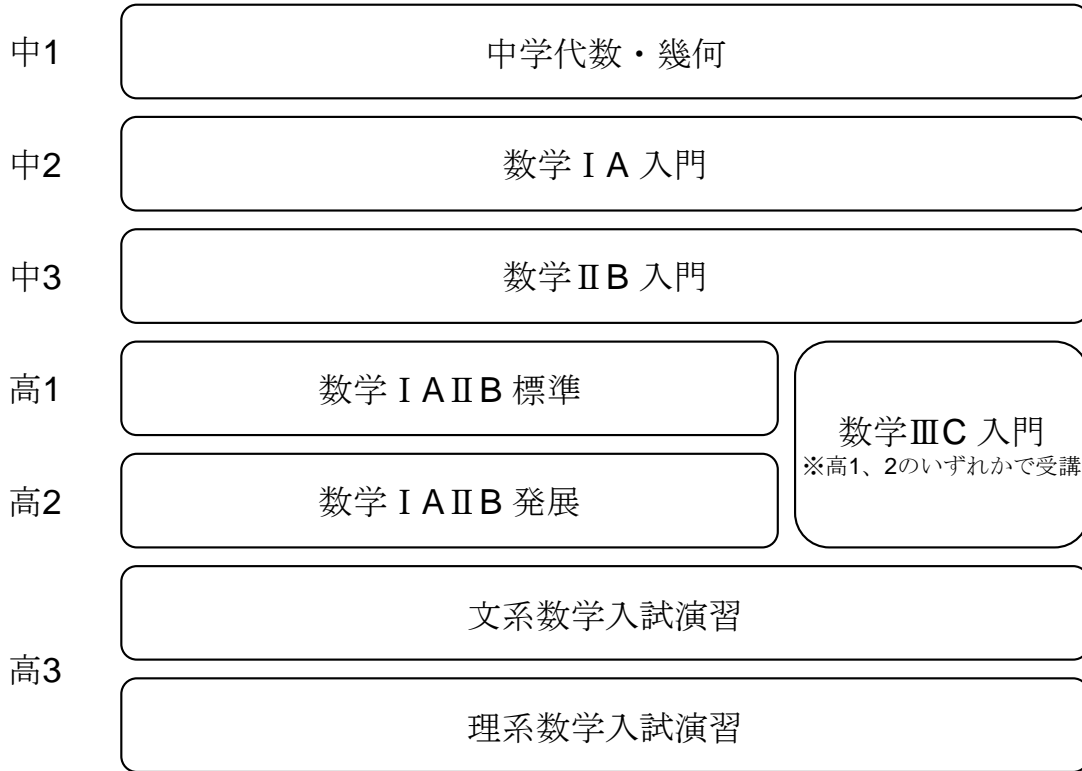 中1
中学代数・幾何
中2
数学ⅠA 入門
中3
数学ⅡB 入門
高1
数学ⅠAⅡB 標準
数学ⅢC 入門
※高1、2のいずれかで受講
高2
数学ⅠAⅡB 発展
高3
文系数学入試演習
理系数学入試演習